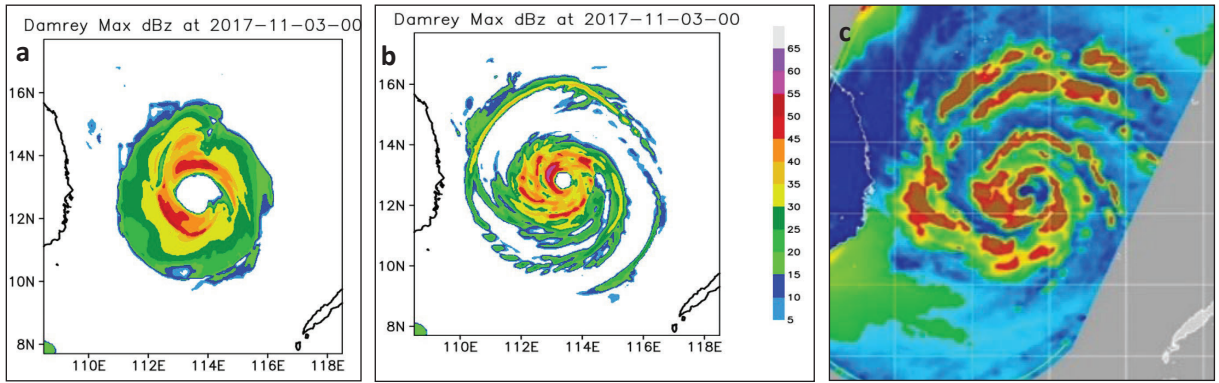 Damrey Max dBz at 2017-11-03-00
a
16N
14N
12N
10N
8N
110E
112E
114E
116E
118E
Damrey Max dBz at 2017-11-03-00
b
16N
14N
12N
10N
8N
110E
112E
114E
116E
118E
65
60
55
50
45
40
35
30
25
20
15
10
5
c